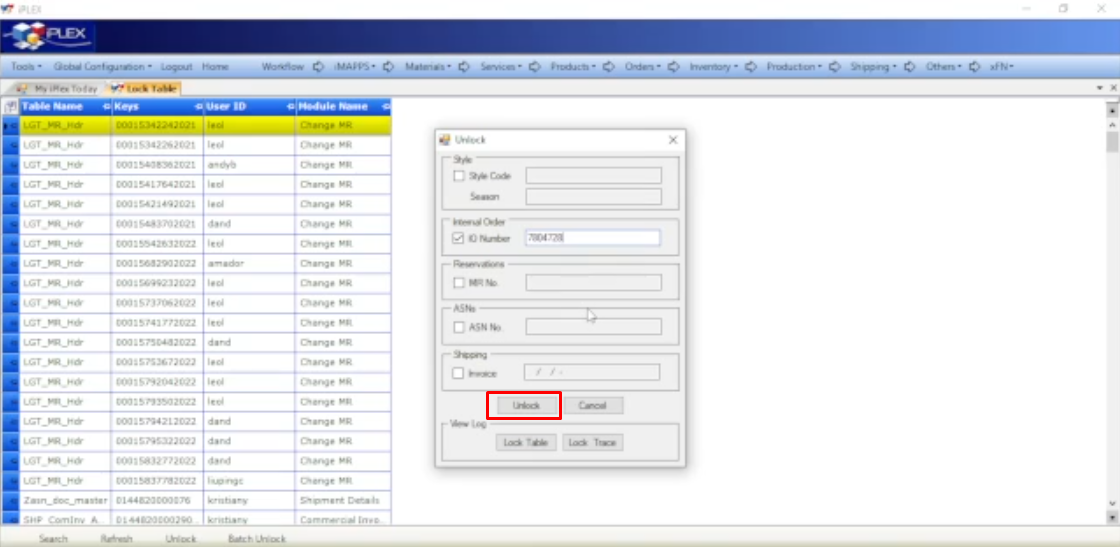 iPLEX
iPLEX
Tools Global Configuration Logout Home Workflow iMAPPS Materials Services Products Orders Inventory Production Shipping Others xFN
My iPlex Today Lock Table
Table Name Keys User ID Module Name
LGT_MR_Hdr 00015342242021 leol Change MR
LGT_MR_Hdr 00015342262021 leol Change MR
LGT_MR_Hdr 00015408362021 andyb Change MR
LGT_MR_Hdr 00015417642021 leol Change MR
LGT_MR_Hdr 00015421492021 leol Change MR
LGT_MR_Hdr 00015483702021 dand Change MR
LGT_MR_Hdr 00015542632022 leol Change MR
LGT_MR_Hdr 00015682902022 amador Change MR
LGT_MR_Hdr 00015699232022 leol Change MR
LGT_MR_Hdr 00015737062022 leol Change MR
LGT_MR_Hdr 00015741772022 leol Change MR
LGT_MR_Hdr 00015750482022 dand Change MR
LGT_MR_Hdr 00015753672022 leol Change MR
LGT_MR_Hdr 00015792042022 leol Change MR
LGT_MR_Hdr 00015793502022 leol Change MR
LGT_MR_Hdr 00015794212022 dand Change MR
LGT_MR_Hdr 00015795322022 dand Change MR
LGT_MR_Hdr 00015832772022 dand Change MR
LGT_MR_Hdr 00015837782022 liupingc Change MR
Zasn_doc_master 0144820000076 kristiany Shipment Details
SHP_ComInv_A... 01448200000290... kristiany Commercial Invo...
Unlock
Style
Style Code
Season
Internal Order
IO Number 7804728
Reservations
MR No.
ASNs
ASN No.
Shipping
Invoice / / -
Unlock Cancel
View Log
Lock Table Lock Trace
Search Refresh Unlock Batch Unlock